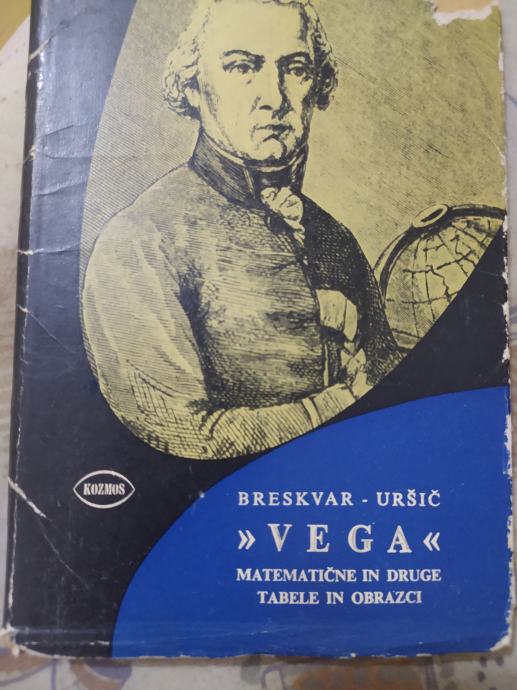 KOZMOS
BRESKVAR - URŠIČ
»VEGA«
MATEMATIČNE IN DRUGE
TABELE IN OBRAZCI